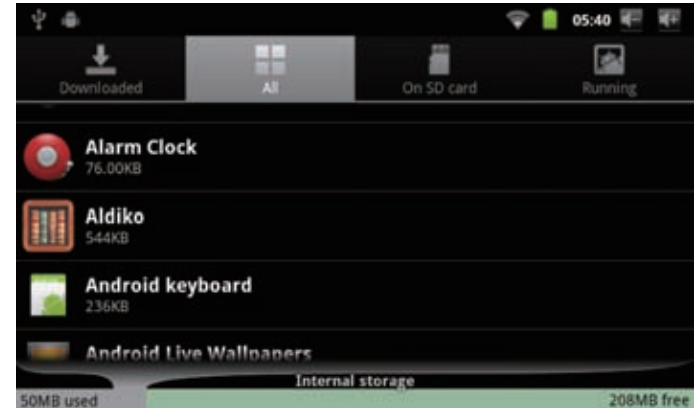 05:40
Downloaded All On SD card Running
Alarm Clock
76.00KB
Aldiko
544KB
Android keyboard
236KB
Android Live Wallpapers
Internal storage
50MB used 208MB free